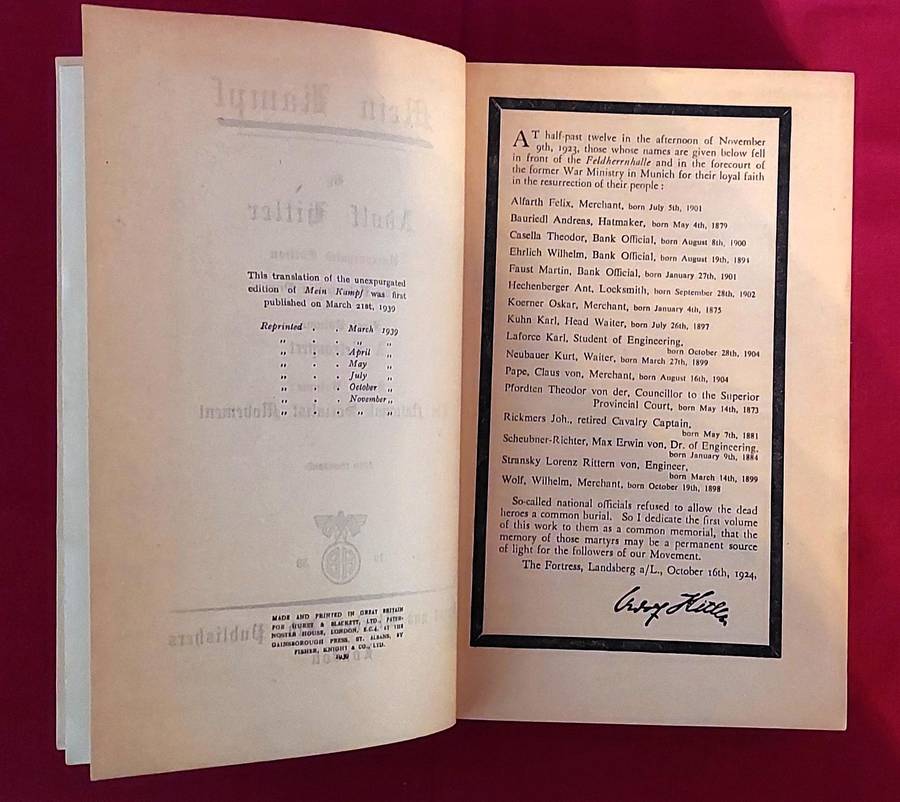 This translation of the unexpurgated
edition of Mein Kampf was first
published on March 21st, 1939
Reprinted . . March 1939
„ . . „ „
„ . . April „
„ . . May „
„ . . July „
„ . . October „
„ . . November „
„ . . „ „
MADE AND PRINTED IN GREAT BRITAIN
FOR HURST & BLACKETT, LTD., PATER-
NOSTER HOUSE, LONDON, E.C.4, AT THE
GAINSBOROUGH PRESS, ST. ALBANS, BY
FISHER, KNIGHT & CO., LTD.
1939
AT half-past twelve in the afternoon of November
9th, 1923, those whose names are given below fell
in front of the Feldherrnhalle and in the forecourt of
the former War Ministry in Munich for their loyal faith
in the resurrection of their people :
Alfarth Felix, Merchant, born July 5th, 1901
Bauriedl Andreas, Hatmaker, born May 4th, 1879
Casella Theodor, Bank Official, born August 8th, 1900
Ehrlich Wilhelm, Bank Official, born August 19th, 1894
Faust Martin, Bank Official, born January 27th, 1901
Hechenberger Ant, Locksmith, born September 28th, 1902
Koerner Oskar, Merchant, born January 4th, 1875
Kuhn Karl, Head Waiter, born July 26th, 1897
Laforce Karl, Student of Engineering,
born October 28th, 1904
Neubauer Kurt, Waiter, born March 27th, 1899
Pape, Claus von, Merchant, born August 16th, 1904
Pfordten Theodor von der, Councillor to the Superior
Provincial Court, born May 14th, 1873
Rickmers Joh., retired Cavalry Captain,
born May 7th, 1881
Scheubner-Richter, Max Erwin von, Dr. of Engineering,
born January 9th, 1884
Stransky Lorenz Rittern von, Engineer,
born March 14th, 1899
Wolf, Wilhelm, Merchant, born October 19th, 1898
So-called national officials refused to allow the dead
heroes a common burial. So I dedicate the first volume
of this work to them as a common memorial, that the
memory of those martyrs may be a permanent source
of light for the followers of our Movement.
The Fortress, Landsberg a/L., October 16th, 1924,
Adolf Hitler